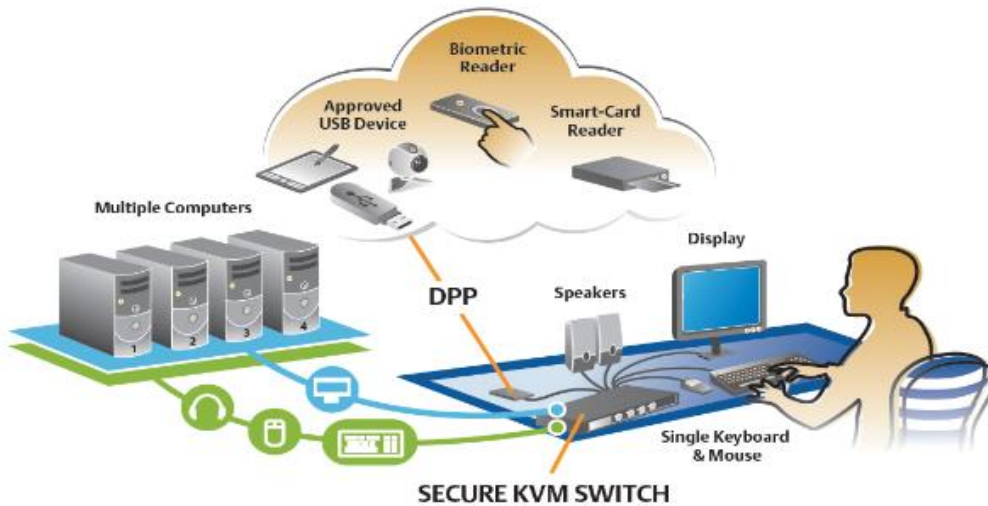 Biometric
Reader
Approved
USB Device
Smart-Card
Reader
Multiple Computers
Display
DPP
Speakers
1
2
3
4
Single Keyboard
& Mouse
SECURE KVM SWITCH